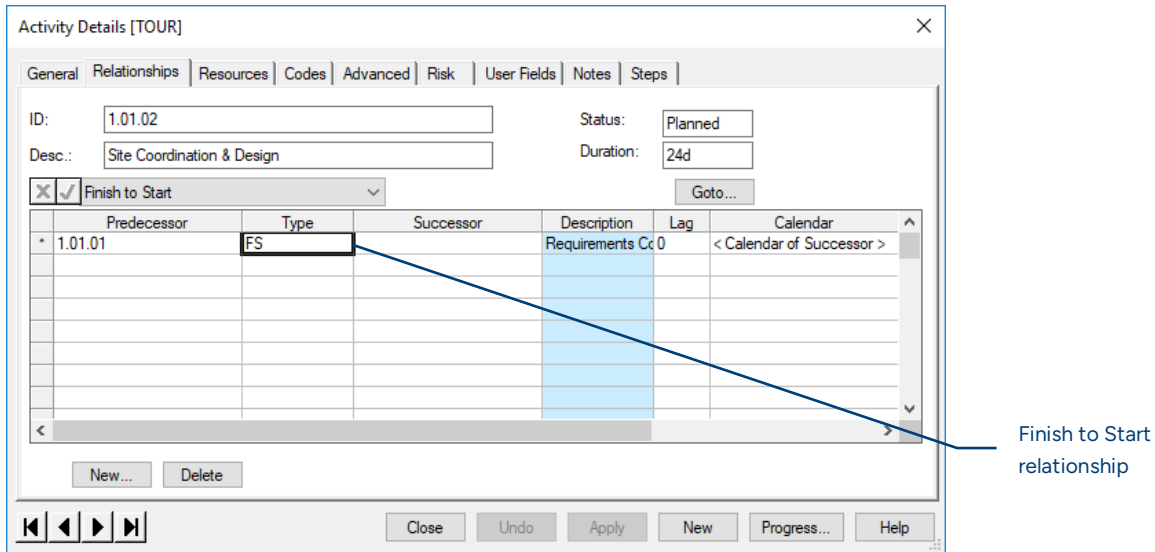 Activity Details [TOUR]
General Relationships Resources Codes Advanced Risk User Fields Notes Steps
ID: 1.01.02 Status: Planned
Desc.: Site Coordination & Design Duration: 24d
Finish to Start Goto...
Predecessor Type Successor Description Lag Calendar
* 1.01.01 FS Requirements Cc 0 < Calendar of Successor >
Finish to Start
relationship
New... Delete
Close Undo Apply New Progress... Help